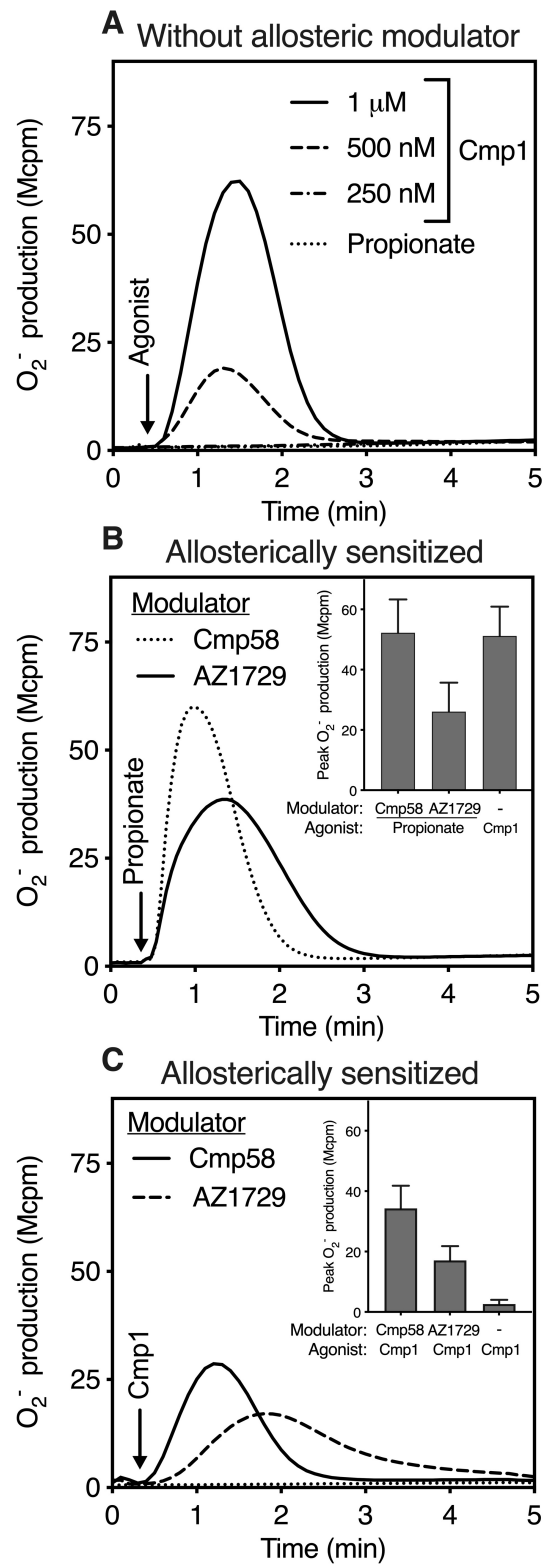 A
Without allosteric modulator
O2- production (Mcpm)
75
50
25
0
1 μM
500 nM
250 nM
Cmp1
Propionate
Agonist
0 1 2 3 4 5
Time (min)
B
Allosterically sensitized
O2- production (Mcpm)
75
50
25
0
Modulator
Cmp58
AZ1729
Propionate
Peak O2- production (Mcpm)
60
40
20
0
Modulator: Cmp58 AZ1729 -
Agonist: Propionate Cmp1
0 1 2 3 4 5
Time (min)
C
Allosterically sensitized
O2- production (Mcpm)
75
50
25
0
Modulator
Cmp58
AZ1729
Cmp1
Peak O2- production (Mcpm)
60
40
20
0
Modulator: Cmp58 AZ1729 -
Agonist: Cmp1 Cmp1 Cmp1
0 1 2 3 4 5
Time (min)